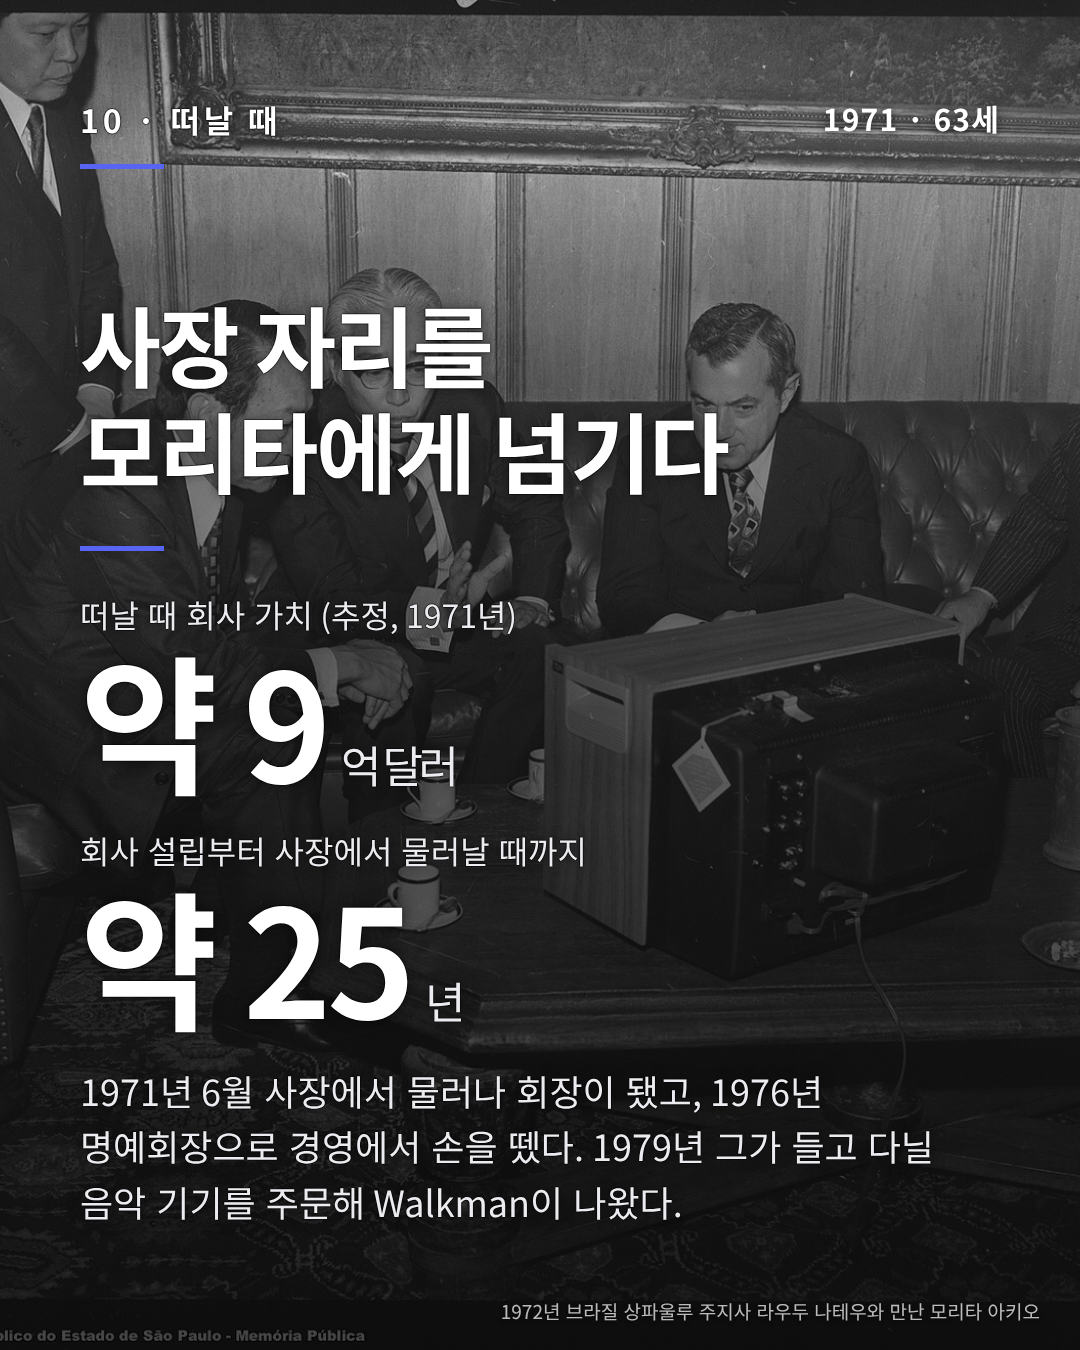 10 · 떠날 때
1971 · 63세
사장 자리를
모리타에게 넘기다
떠날 때 회사 가치 (추정, 1971년)
약 9 억달러
회사 설립부터 사장에서 물러날 때까지
약 25 년
1971년 6월 사장에서 물러나 회장이 됐고, 1976년
명예회장으로 경영에서 손을 뗐다. 1979년 그가 들고 다닐
음악 기기를 주문해 Walkman이 나왔다.
1972년 브라질 상파울루 주지사 라우두 나테우와 만난 모리타 아키오
do Estado de São Paulo - Memória Pública